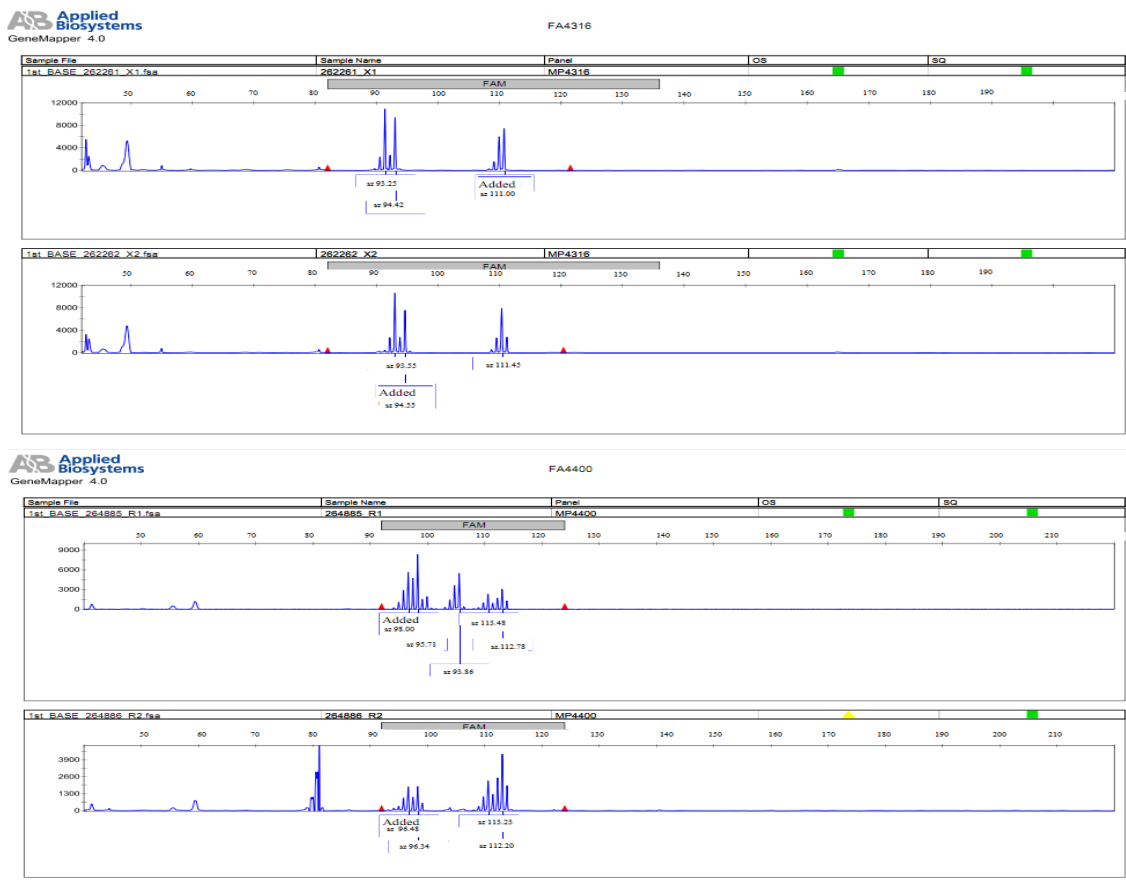 AB Applied Biosystems
GeneMapper 4.0
FA4316
Sample File Sample Name Panel OS SQ
1st_BASE_262261_X1.fsa 262261_X1 MP4316
FAM
50 60 70 80 90 100 110 120 130 140 150 160 170 180 190
12000
8000
4000
0
sz 93.25
Added
sz 111.00
sz 94.42
1st_BASE_262262_X2.fsa 262262_X2 MP4316
FAM
50 60 70 80 90 100 110 120 130 140 150 160 170 180 190
12000
8000
4000
0
sz 93.55
sz 111.45
Added
sz 94.55
AB Applied Biosystems
GeneMapper 4.0
FA4400
Sample File Sample Name Panel OS SQ
1st_BASE_264885_R1.fsa 264885_R1 MP4400
FAM
50 60 70 80 90 100 110 120 130 140 150 160 170 180 190 200 210
9000
6000
3000
0
Added
sz 98.00
sz 113.48
sz 95.71
sz 112.78
sz 93.86
1st_BASE_264886_R2.fsa 264886_R2 MP4400
FAM
50 60 70 80 90 100 110 120 130 140 150 160 170 180 190 200 210
3900
2600
1300
0
Added
sz 96.48
sz 113.23
sz 96.34
sz 112.20